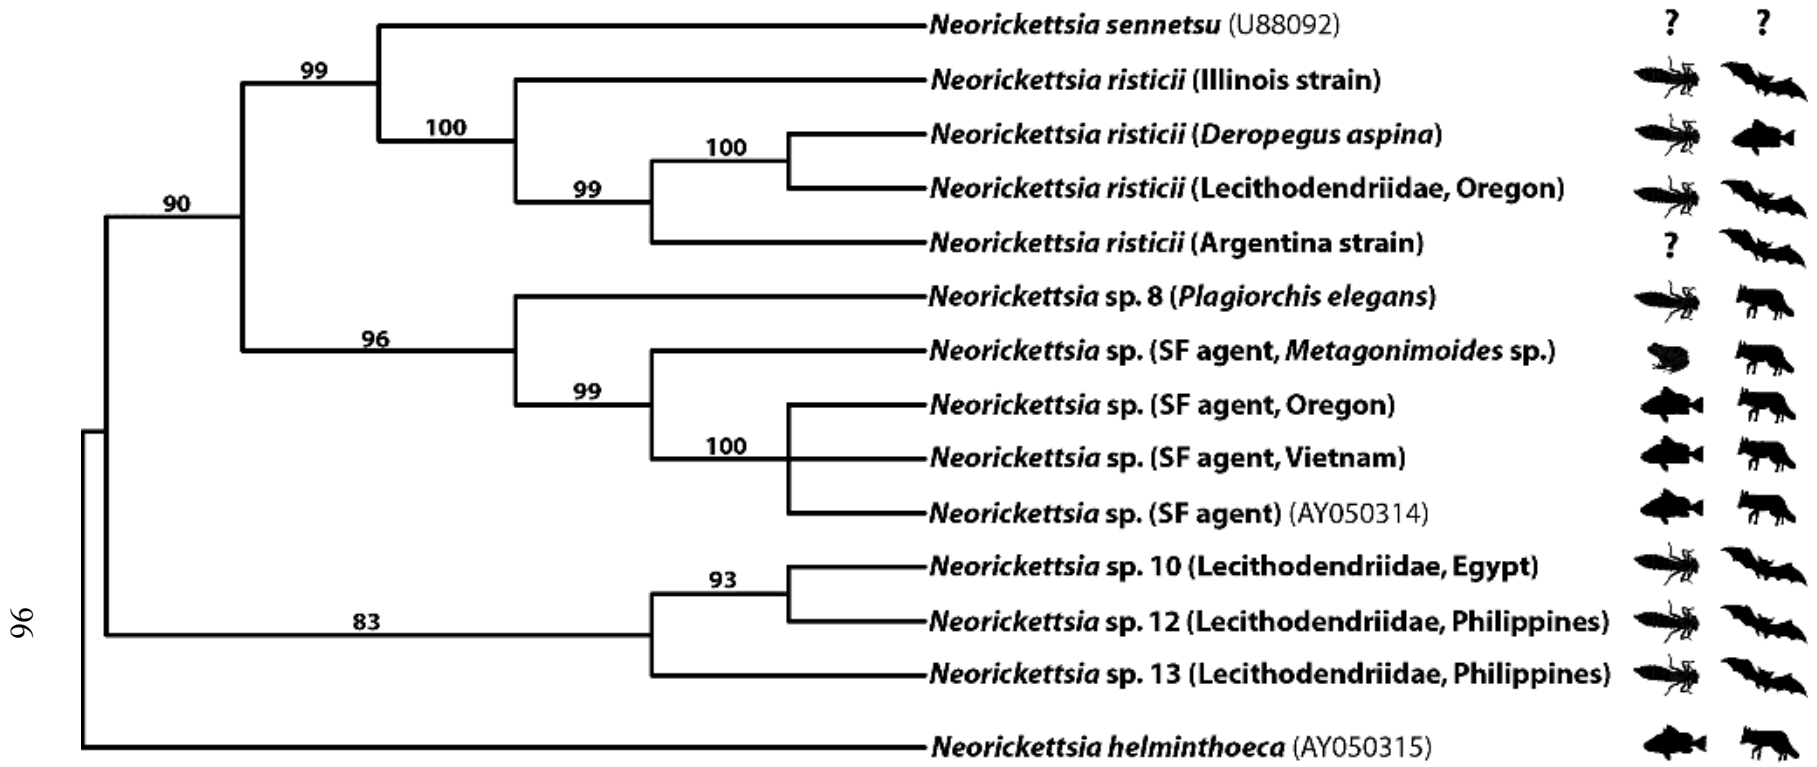 Neorickettsia sennetsu (U88092) ? ?
99
Neorickettsia risticii (Illinois strain)
100
Neorickettsia risticii (Deropegus aspina)
100
Neorickettsia risticii (Lecithodendriidae, Oregon)
99
90
Neorickettsia risticii (Argentina strain) ?
Neorickettsia sp. 8 (Plagiorchis elegans)
96
Neorickettsia sp. (SF agent, Metagonimoides sp.)
99
Neorickettsia sp. (SF agent, Oregon)
100
Neorickettsia sp. (SF agent, Vietnam)
Neorickettsia sp. (SF agent) (AY050314)
Neorickettsia sp. 10 (Lecithodendriidae, Egypt)
93
Neorickettsia sp. 12 (Lecithodendriidae, Philippines)
83
96
Neorickettsia sp. 13 (Lecithodendriidae, Philippines)
Neorickettsia helminthoeca (AY050315)